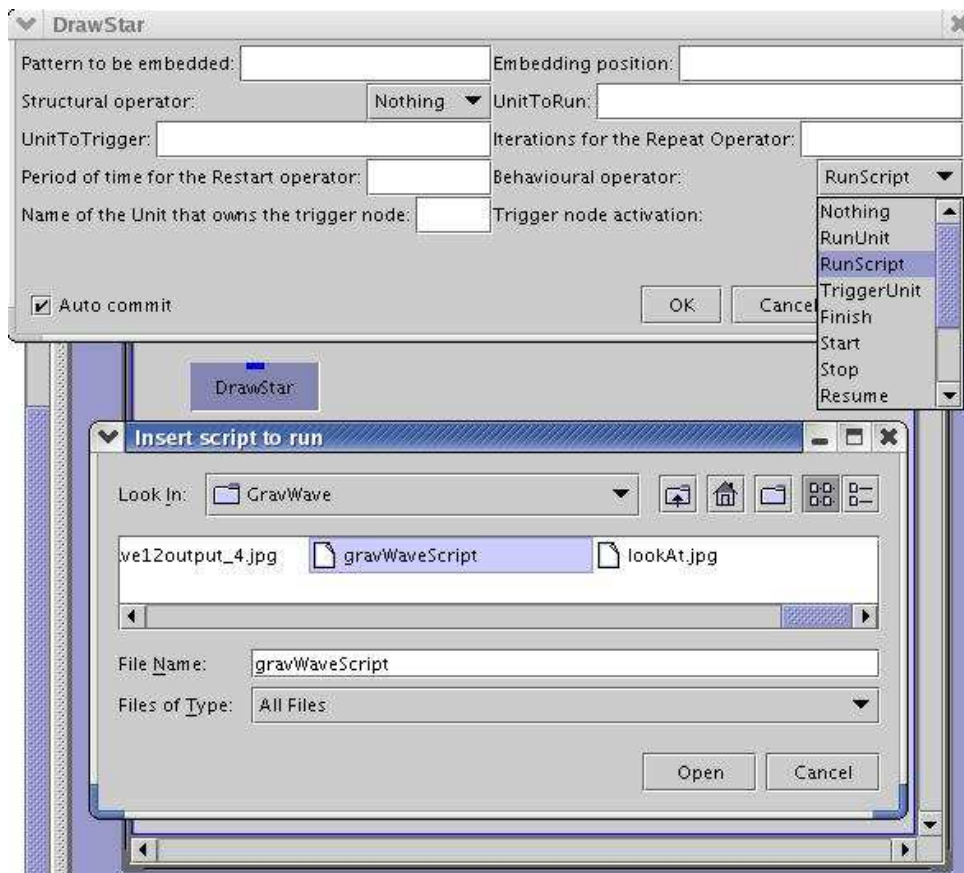 DrawStar
Pattern to be embedded:
Embedding position:
Structural operator:
Nothing
UnitToRun:
UnitToTrigger:
Iterations for the Repeat Operator:
Period of time for the Restart operator:
Behavioural operator:
RunScript
Name of the Unit that owns the trigger node:
Trigger node activation:
Nothing
RunUnit
RunScript
TriggerUnit
Finish
Start
Stop
Resume
Auto commit
OK
Cancel
DrawStar
Insert script to run
Look In:
GravWave
ve12output_4.jpg
gravWaveScript
lookAt.jpg
File Name:
gravWaveScript
Files of Type:
All Files
Open
Cancel